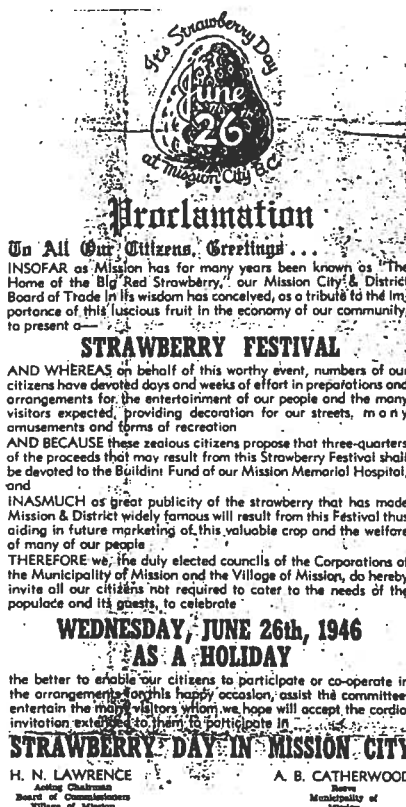 It's Strawberry Day
June
26
at Mission City B.C.
Proclamation
To All Our Citizens, Greetings . . .
INSOFAR as Mission has for many years been known as "The
Home of the Big Red Strawberry," our Mission City & District
Board of Trade in its wisdom has conceived, as a tribute to the im
portance of this luscious fruit in the economy of our community,
to present a—
STRAWBERRY FESTIVAL
AND WHEREAS on behalf of this worthy event, numbers of our
citizens have devoted days and weeks of effort in preparations and
arrangements for the entertainment of our people and the many
visitors expected, providing decoration for our streets, many
amusements and forms of recreation
AND BECAUSE these zealous citizens propose that three-quarters
of the proceeds that may result from this Strawberry Festival shall
be devoted to the Buildint Fund of our Mission Memorial Hospital,
and
INASMUCH as great publicity of the strawberry that has made
Mission & District widely famous will result from this Festival thus
aiding in future marketing of this valuable crop and the welfare
of many of our people
THEREFORE we, the duly elected councils of the Corporations of
the Municipality of Mission and the Village of Mission, do hereby
invite all our citizens not required to cater to the needs of the
populace and its guests, to celebrate
WEDNESDAY, JUNE 26th, 1946
AS A HOLIDAY
the better to enable our citizens to participate or co-operate in
the arrangements for this happy occasion, assist the committee
entertain the many visitors whom we hope will accept the cordia
invitation extended to them to participate in
STRAWBERRY DAY IN MISSION CITY
H. N. LAWRENCE
Acting Chairman
Board of Commissioners
Village of Mission
A. B. CATHERWOOD
Reeve
Municipality of
Mission